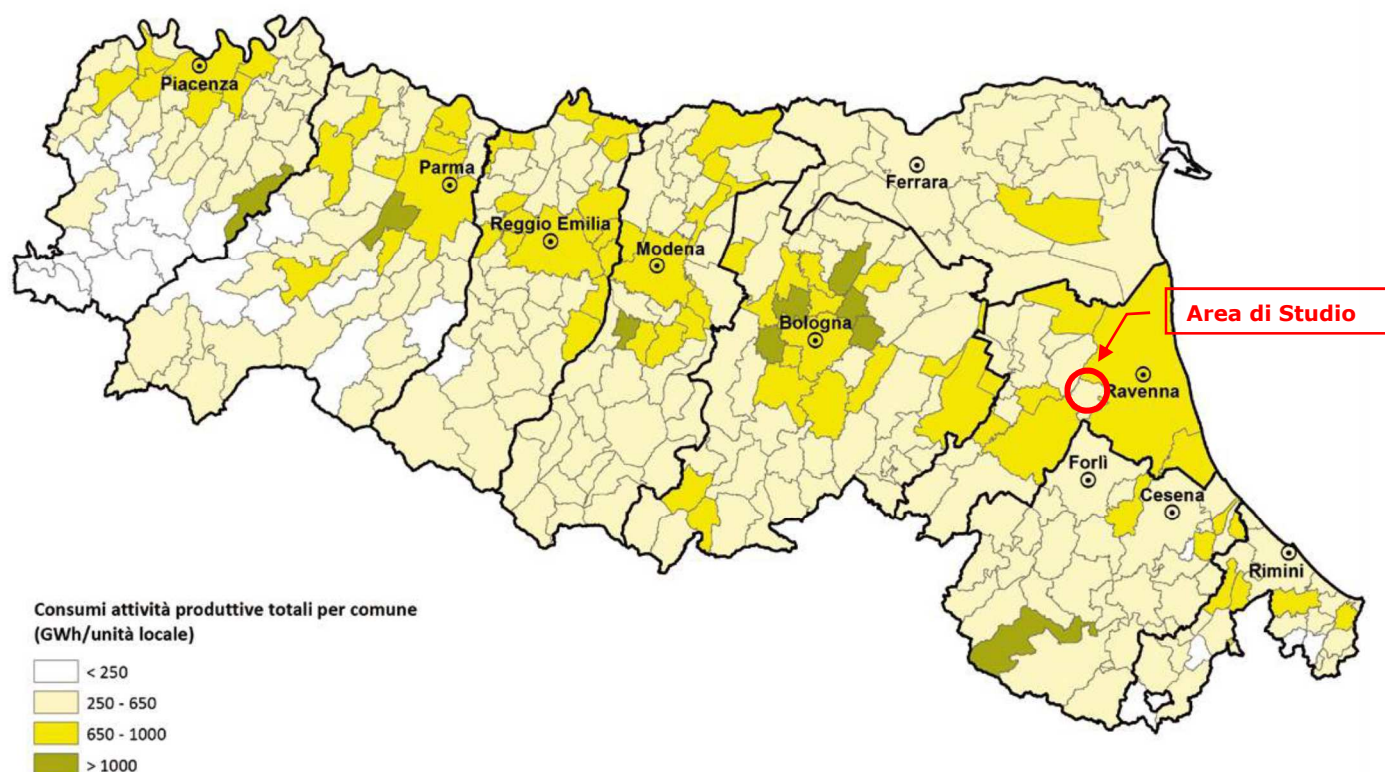 Piacenza
Parma
Reggio Emilia
Modena
Ferrara
Bologna
Area di Studio
Ravenna
Forlì
Cesena
Rimini
Consumi attività produttive totali per comune
(GWh/unità locale)
< 250
250 - 650
650 - 1000
> 1000